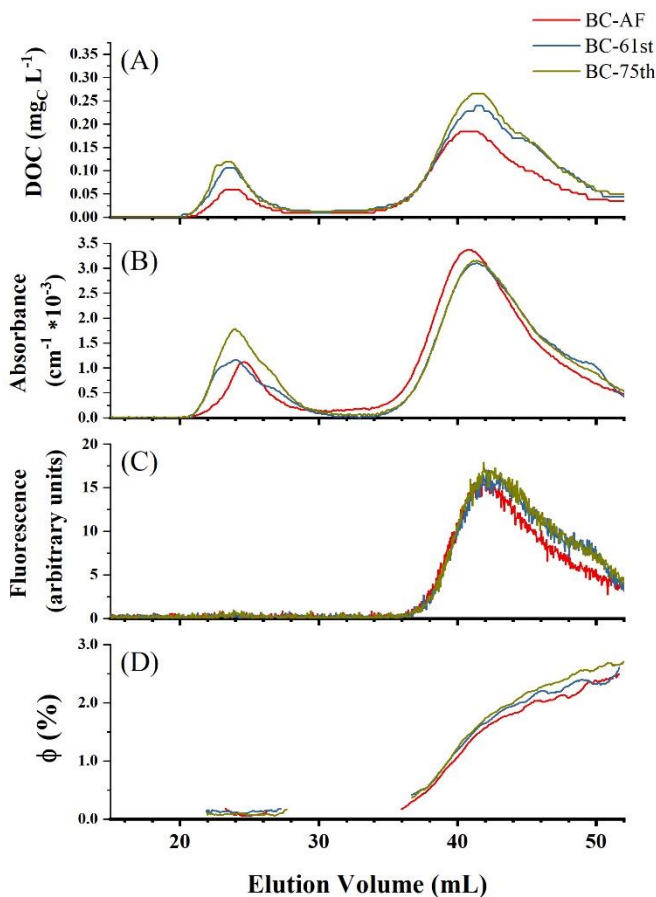 BC-AF
BC-61st
BC-75th
(A)
DOC (mg_C L⁻¹)
0.35
0.30
0.25
0.20
0.15
0.10
0.05
0.00
(B)
Absorbance
(cm⁻¹ *10⁻³)
3.5
3.0
2.5
2.0
1.5
1.0
0.5
0.0
(C)
Fluorescence
(arbitrary units)
20
15
10
5
0
(D)
ϕ (%)
3.0
2.0
1.0
0.0
20 30 40 50
Elution Volume (mL)